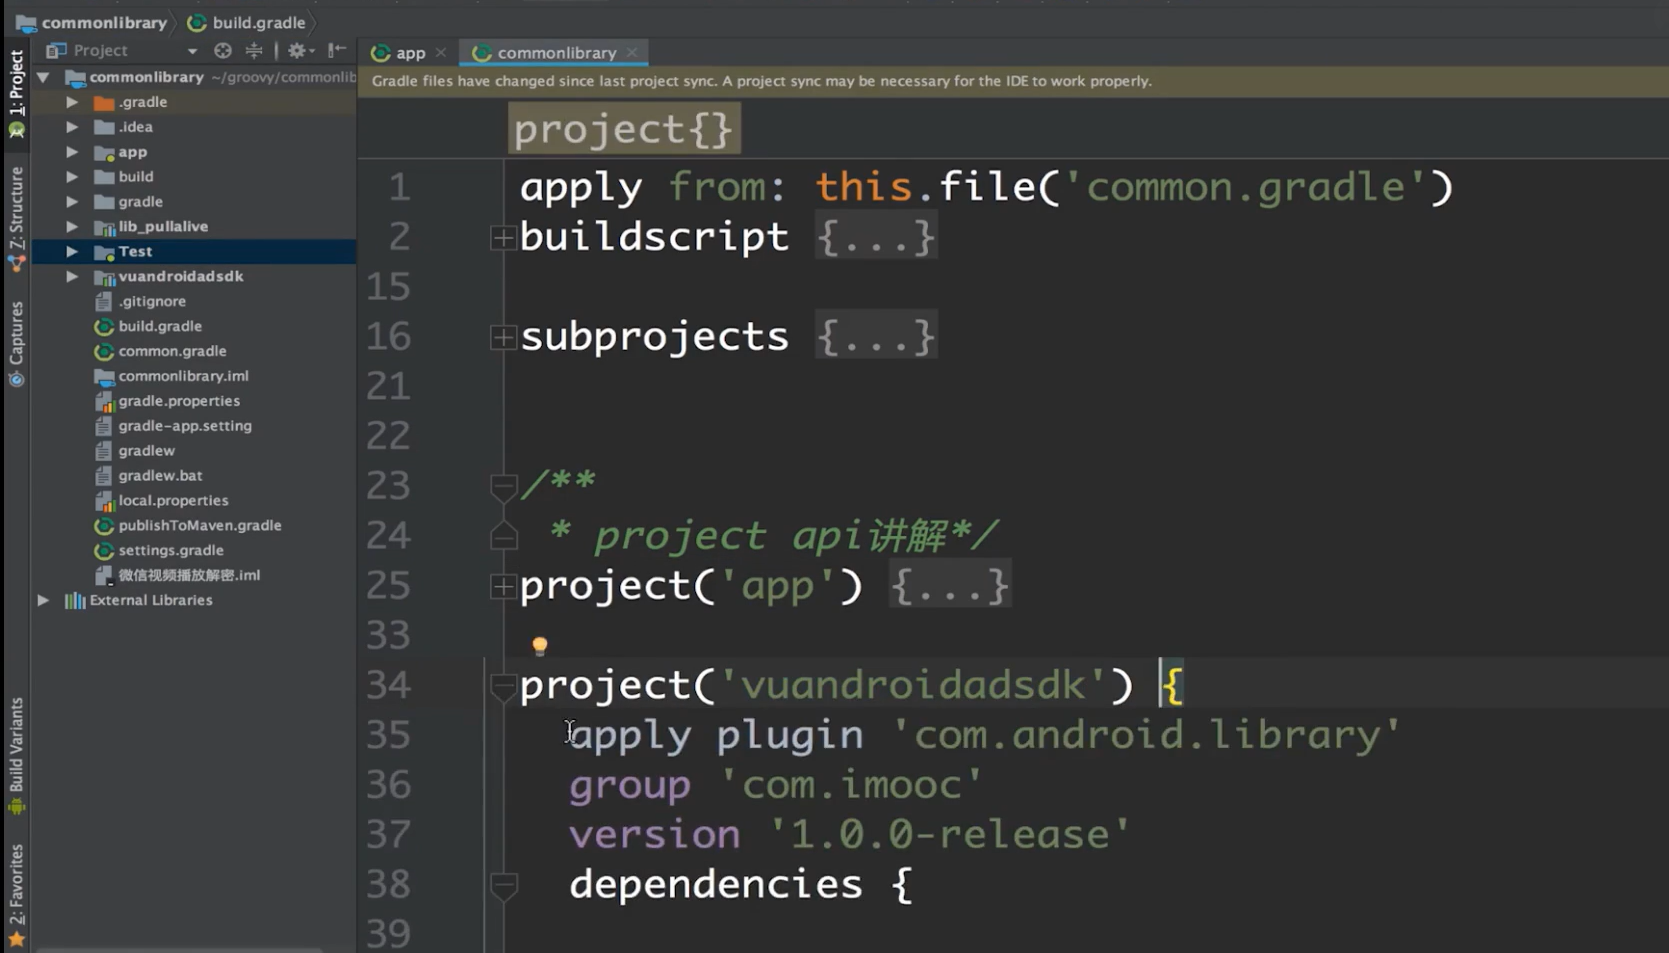 commonlibrary
build.gradle
1: Project
7: Structure
Captures
Build Variants
2: Favorites
Project
commonlibrary ~/groovy/commonlib
.gradle
.idea
app
build
gradle
lib_pullalive
Test
vuandroidadsdk
.gitignore
build.gradle
common.gradle
commonlibrary.iml
gradle.properties
gradle-app.setting
gradlew
gradlew.bat
local.properties
publishToMaven.gradle
settings.gradle
微信视频播放解密.iml
External Libraries
app
commonlibrary
Gradle files have changed since last project sync. A project sync may be necessary for the IDE to work properly.
project{}
1 apply from: this.file('common.gradle')
2 buildscript {...}
15
16 subprojects {...}
21
22
23 /**
24 * project api讲解*/
25 project('app') {...}
33
34 project('vuandroidadsdk') {
35 apply plugin 'com.android.library'
36 group 'com.imooc'
37 version '1.0.0-release'
38 dependencies {
39